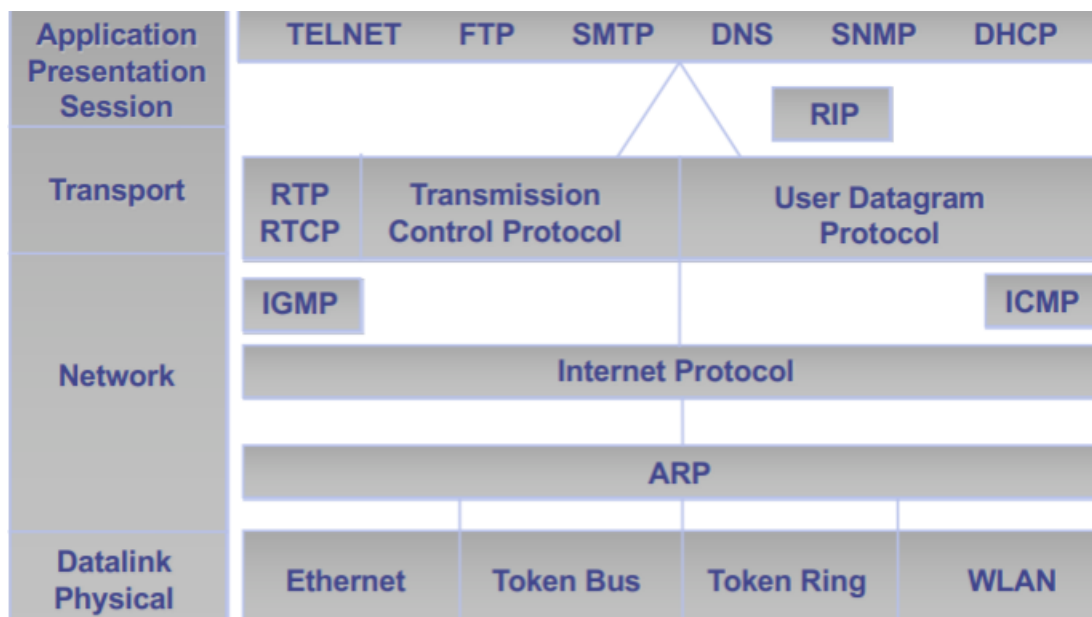 Application
Presentation
Session
TELNET FTP SMTP DNS SNMP DHCP
RIP
Transport
RTP
RTCP
Transmission
Control Protocol
User Datagram
Protocol
Network
IGMP
ICMP
Internet Protocol
ARP
Datalink
Physical
Ethernet
Token Bus
Token Ring
WLAN